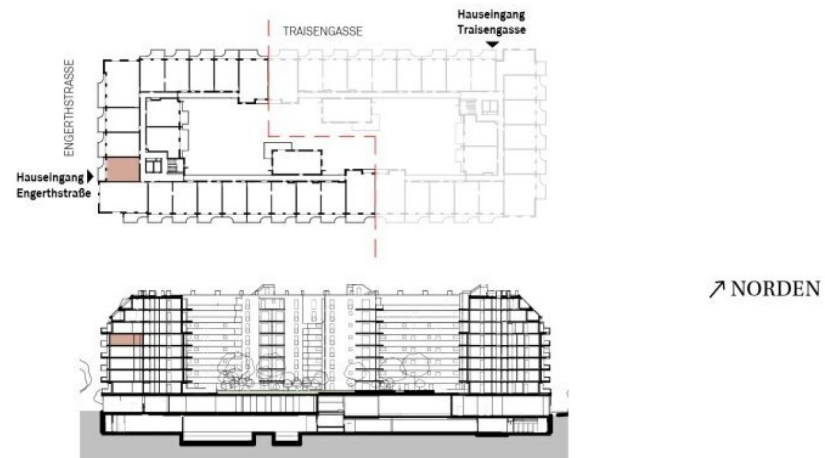 Hauseingang
Traisengasse
TRAISENGASSE
ENGERTHSTRASSE
Hauseingang
Engerthstraße
↗ NORDEN